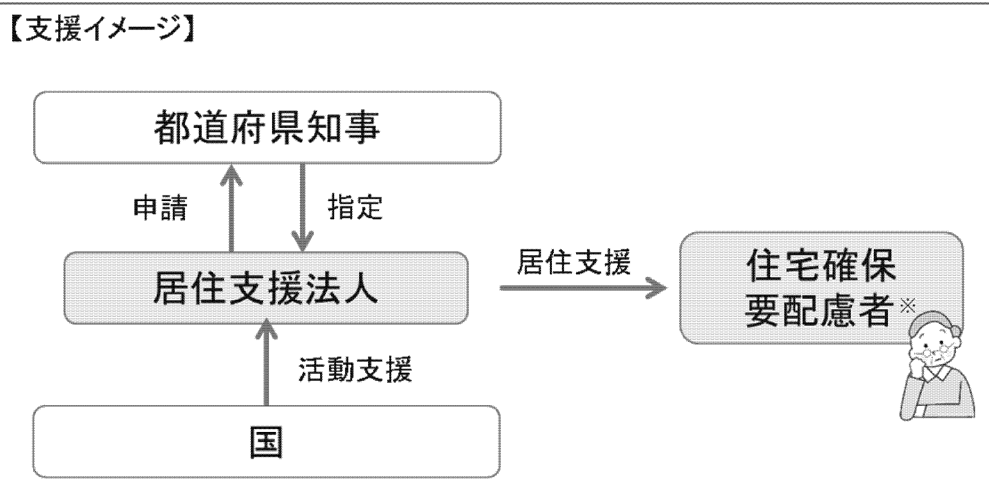 【支援イメージ】
都道府県知事
申請
指定
居住支援法人
居住支援
住宅確保
要配慮者※
活動支援
国